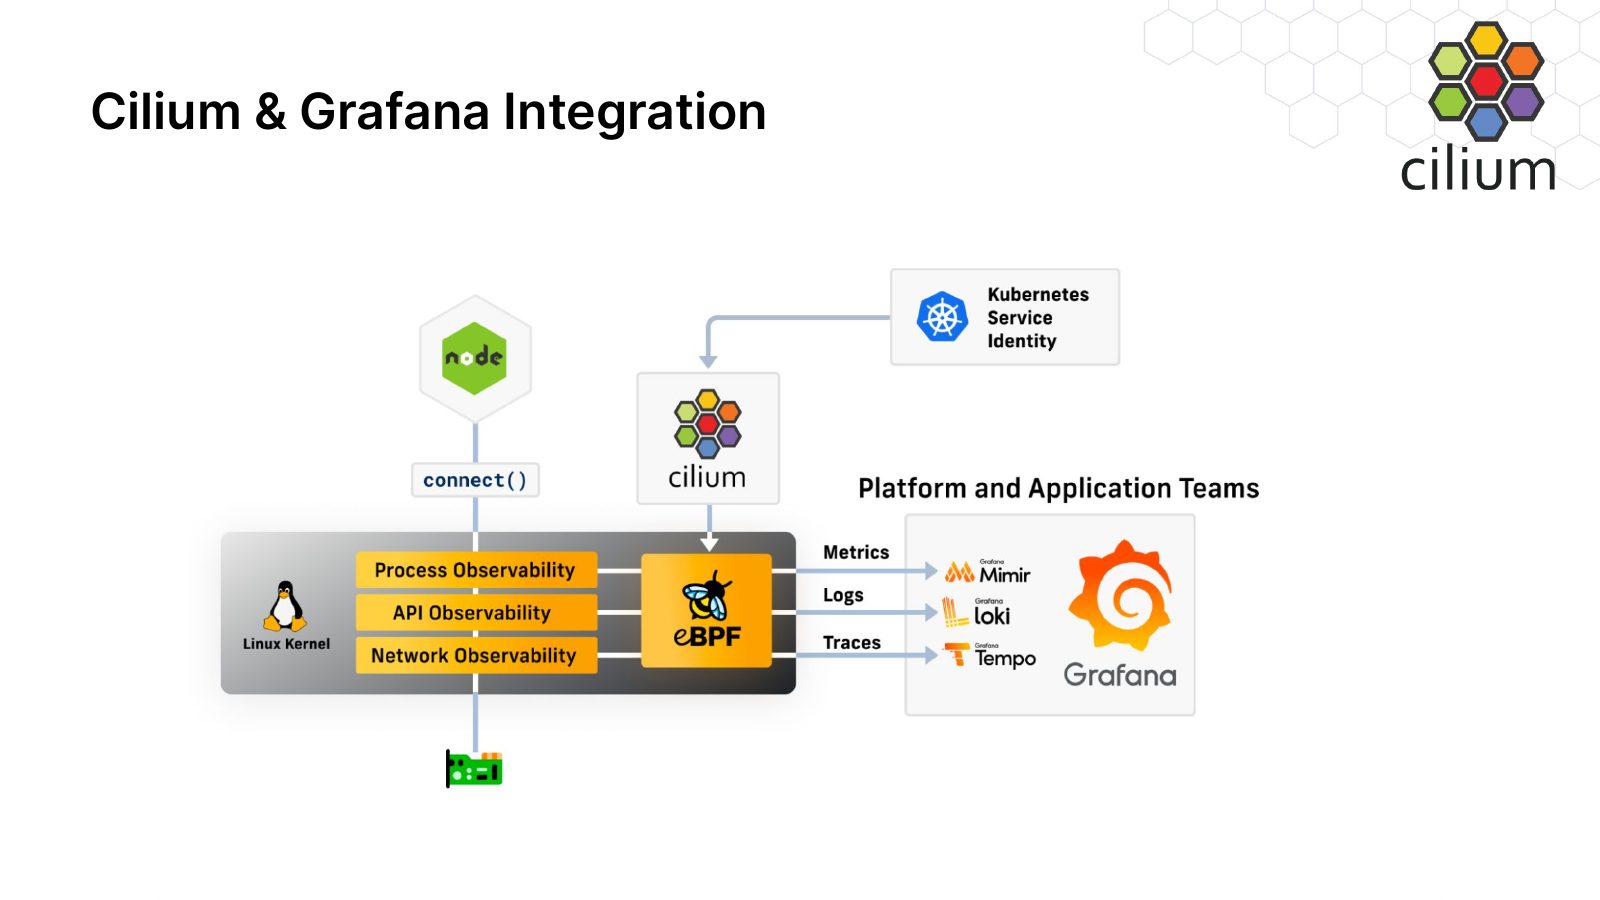 Cilium & Grafana Integration
cilium
Kubernetes
Service
Identity
node
cilium
connect()
Platform and Application Teams
Process Observability
API Observability
Network Observability
Linux Kernel
eBPF
Metrics
Logs
Traces
Grafana
Mimir
Grafana
loki
Grafana
Tempo
Grafana